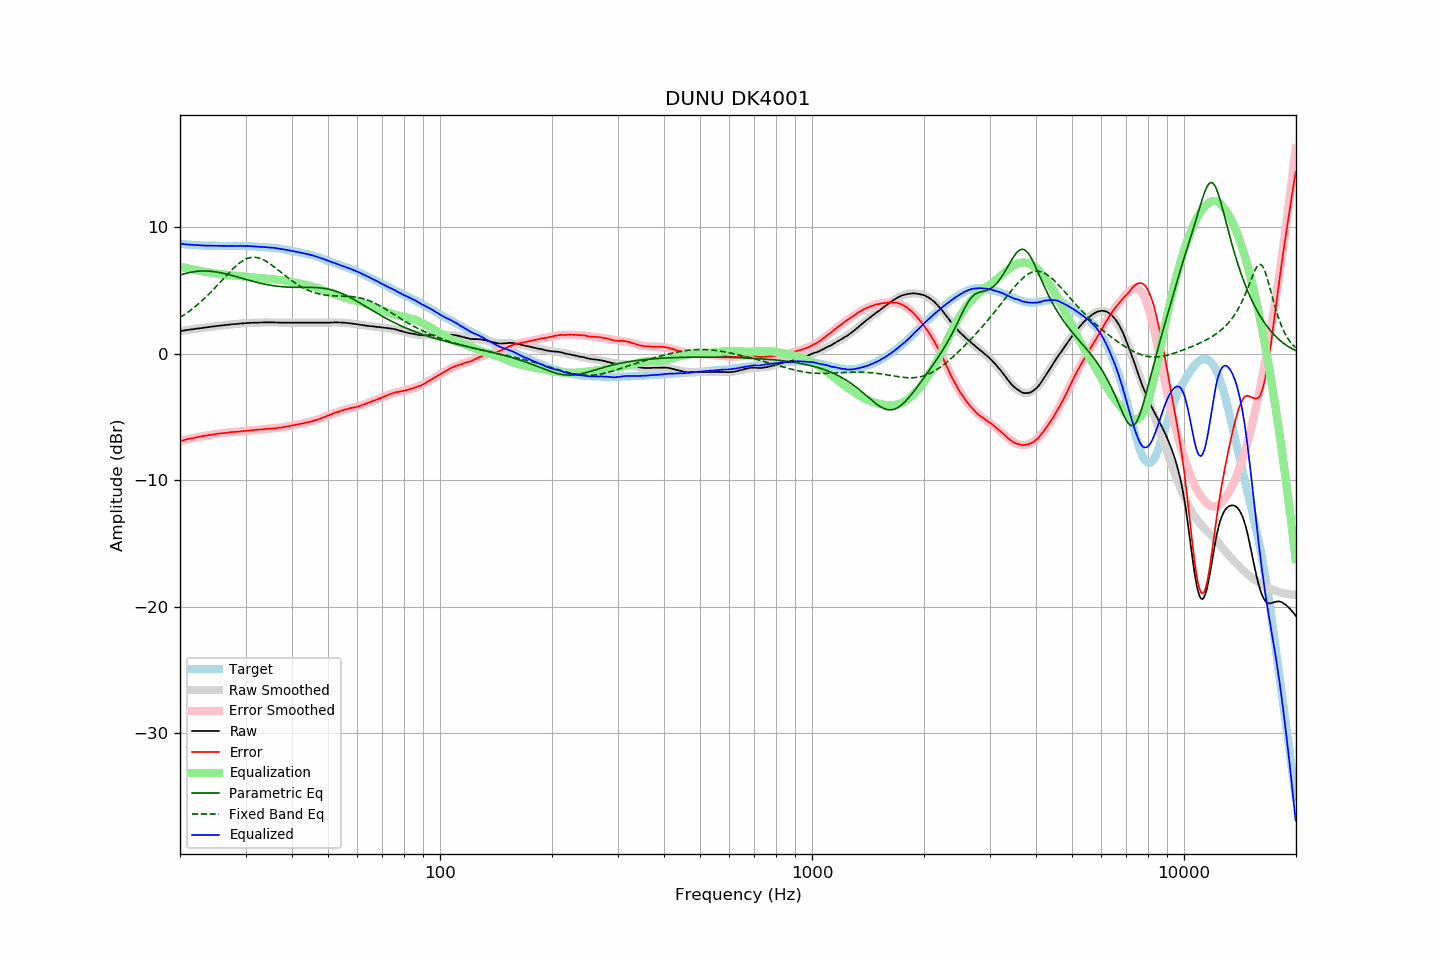 DUNU DK4001
10
0
−10
−20
−30
Amplitude (dBr)
Target
Raw Smoothed
Error Smoothed
Raw
Error
Equalization
Parametric Eq
Fixed Band Eq
Equalized
100 1000 10000
Frequency (Hz)